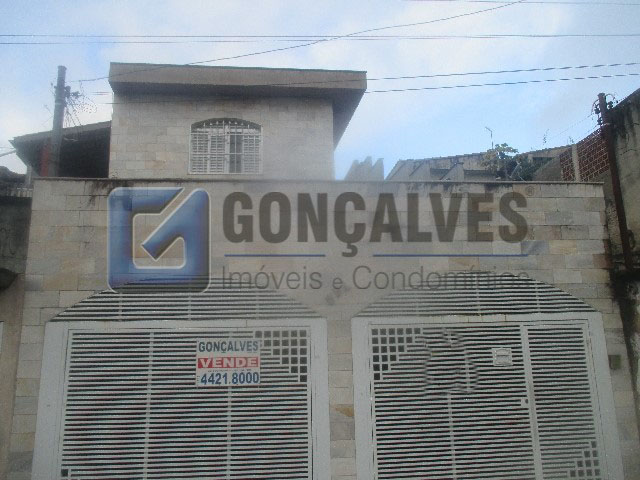 GONÇALVES
Imóveis e Condomínios
GONÇALVES
VENDE
4421.8000